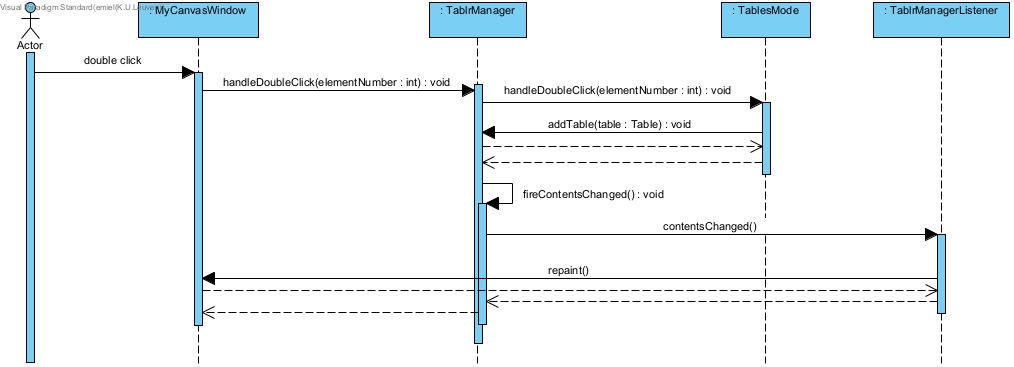 Visual Paradigm Standard(emiel(K.U.Leuven))
: MyCanvasWindow
: TablrManager
: TablesMode
: TablrManagerListener
Actor
double click
handleDoubleClick(elementNumber : int) : void
handleDoubleClick(elementNumber : int) : void
addTable(table : Table) : void
fireContentsChanged() : void
contentsChanged()
repaint()